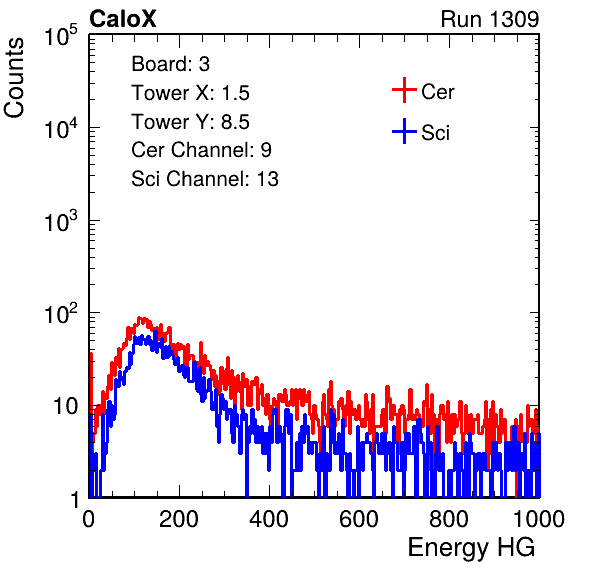 CaloX Run 1309
Counts
Board: 3
Tower X: 1.5
Tower Y: 8.5
Cer Channel: 9
Sci Channel: 13
Cer
Sci
10^5
10^4
10^3
10^2
10
1
0 200 400 600 800 1000
Energy HG